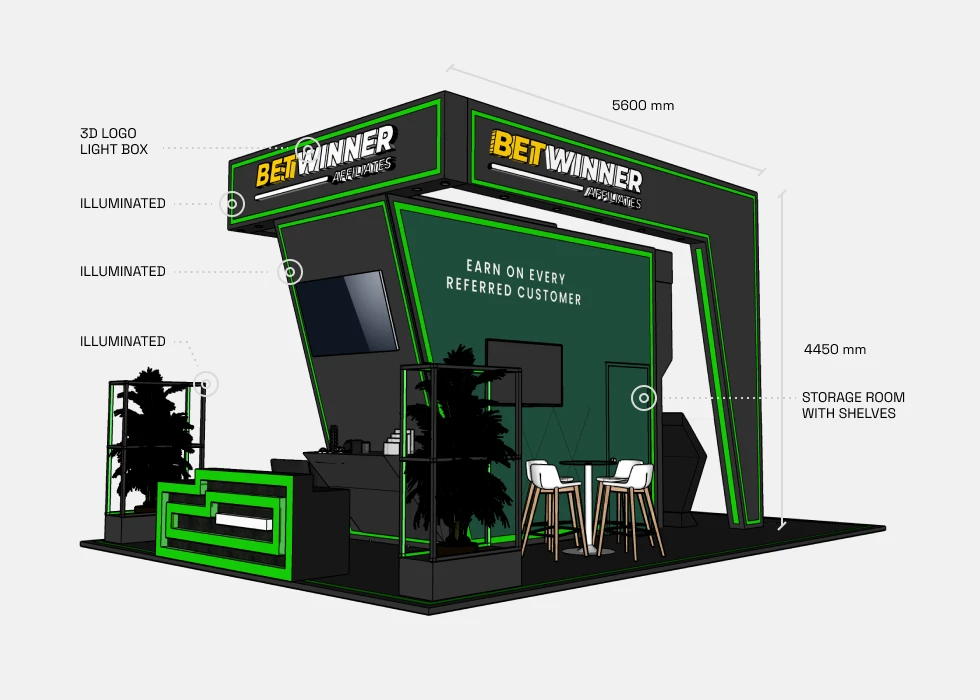 5600 mm
3D LOGO
LIGHT BOX
BETWINNER
AFFILIATES
BETWINNER
AFFILIATES
ILLUMINATED
ILLUMINATED
EARN ON EVERY
REFERRED CUSTOMER
ILLUMINATED
4450 mm
STORAGE ROOM
WITH SHELVES